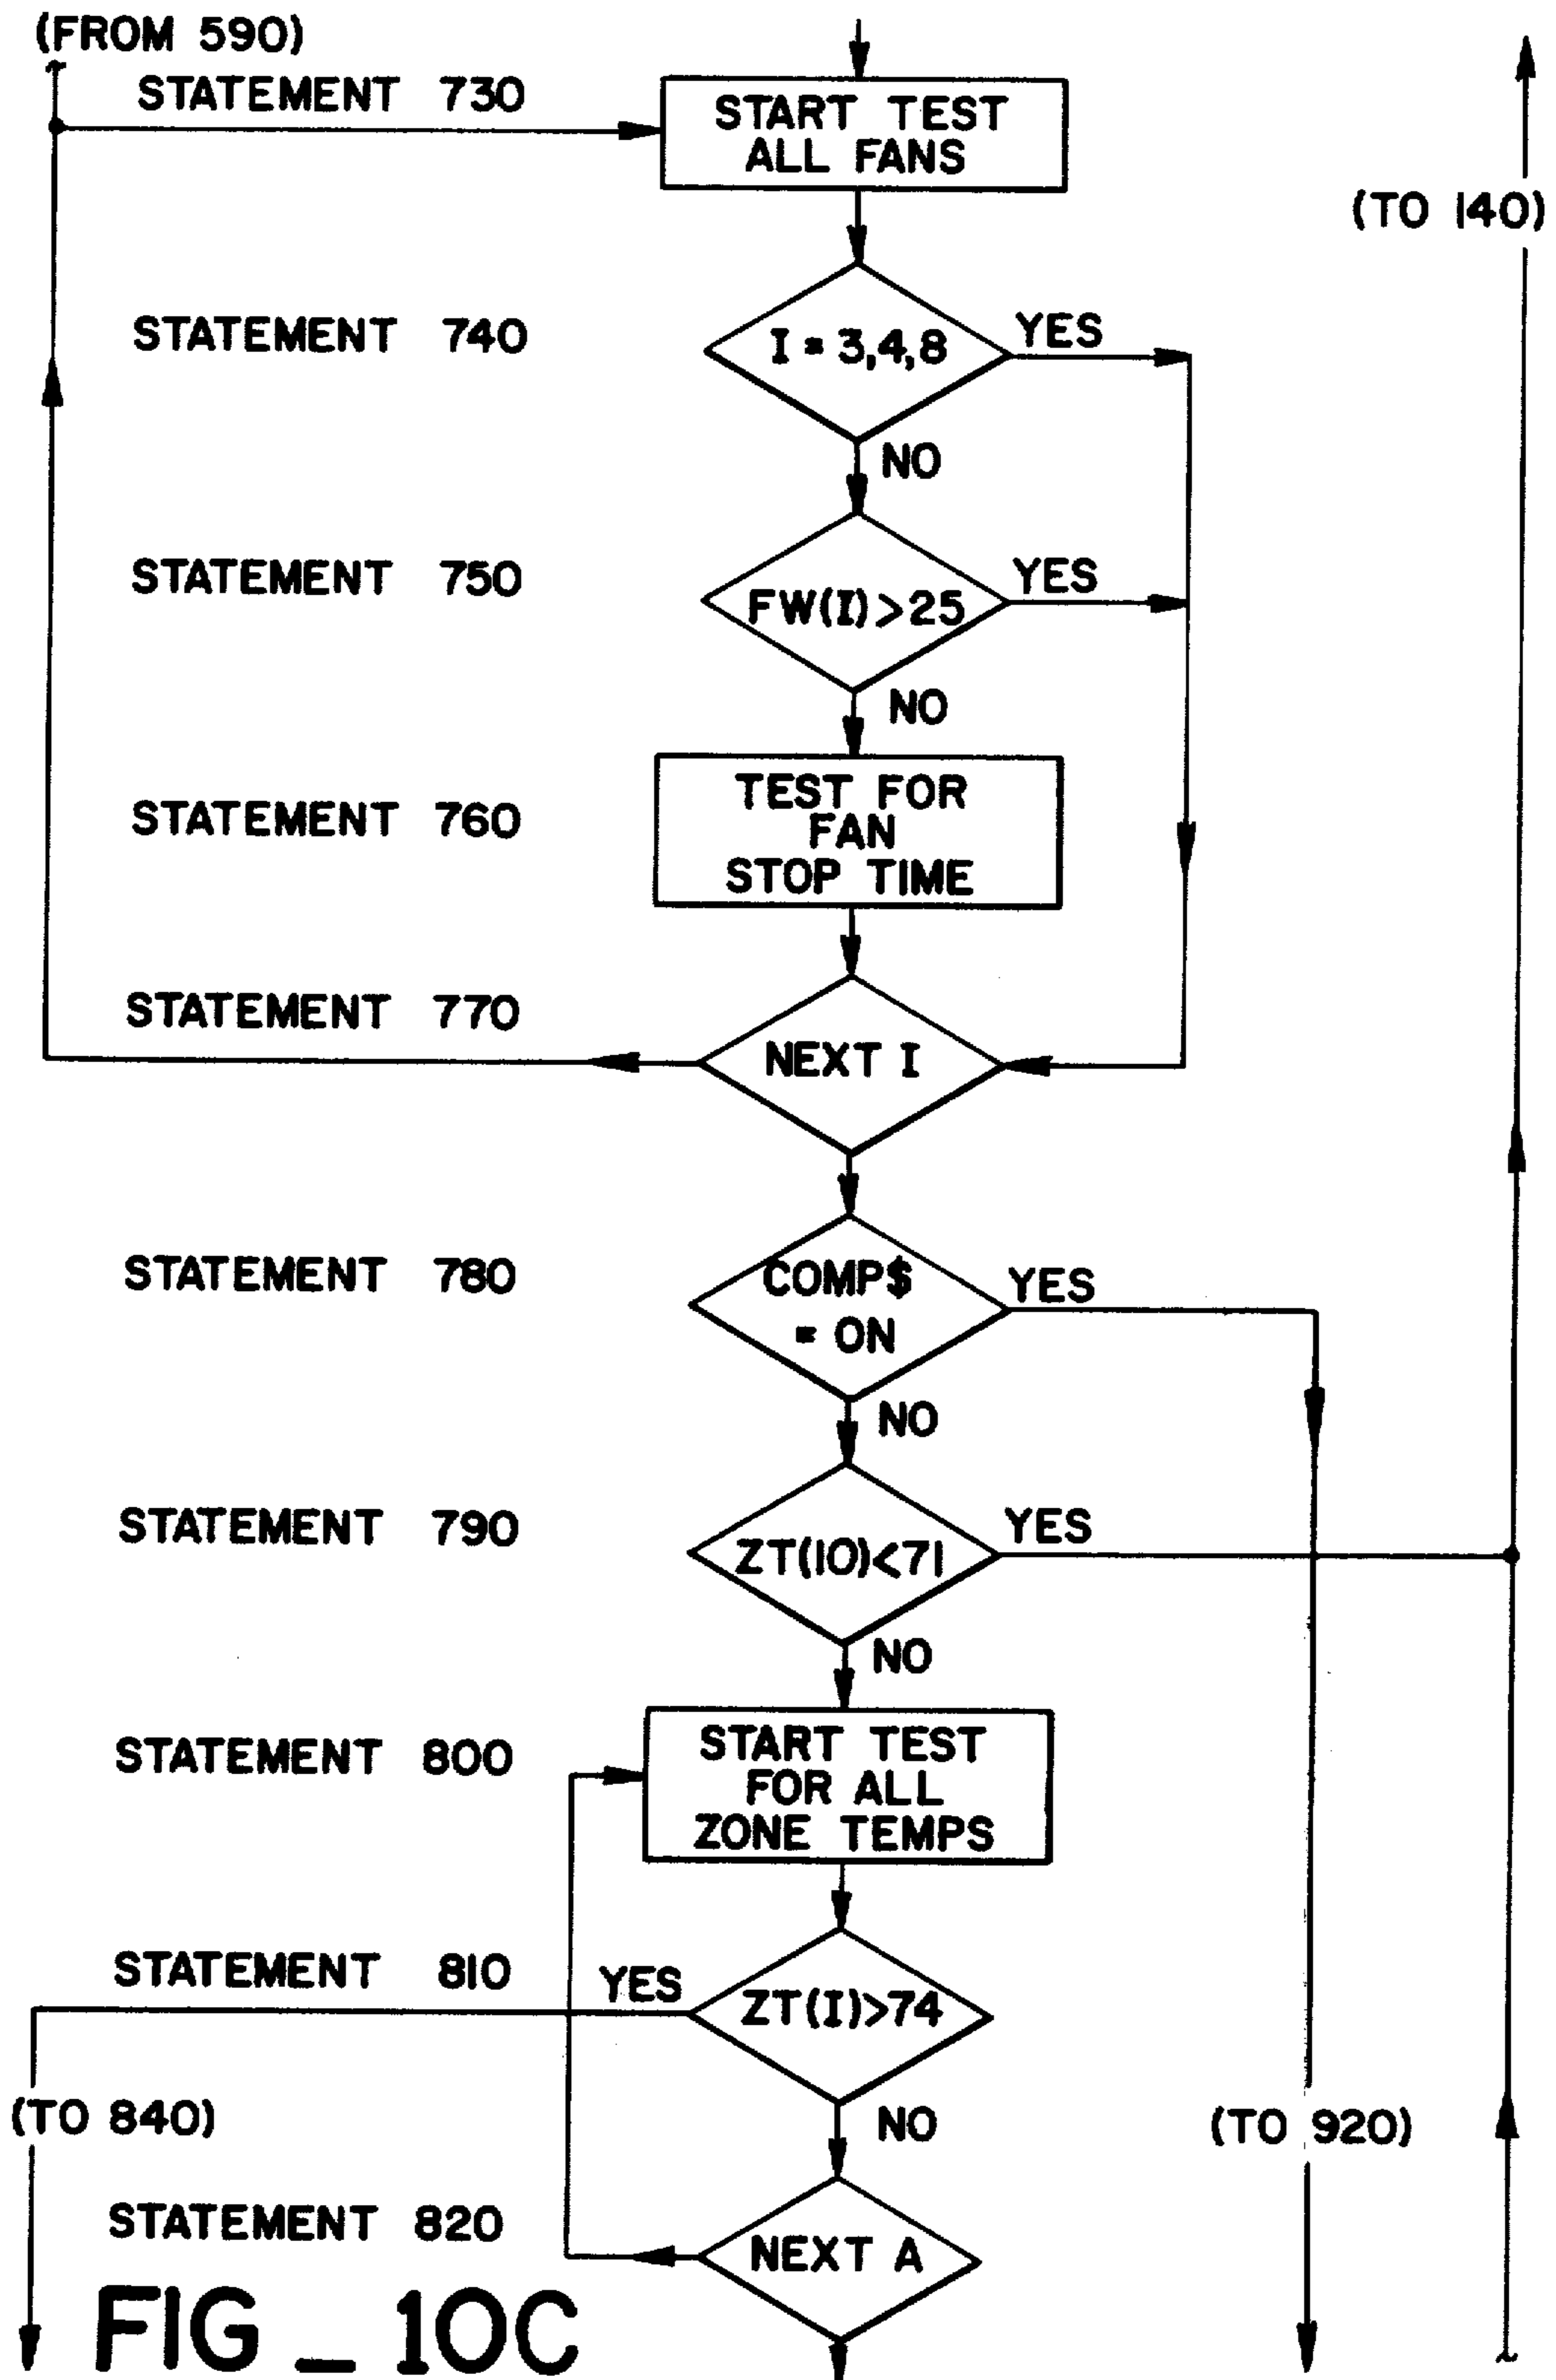 (FROM 590)
STATEMENT 730
START TEST
ALL FANS
(TO 140)
STATEMENT 740
I = 3,4,8
YES
NO
STATEMENT 750
FW(I)>25
YES
NO
STATEMENT 760
TEST FOR
FAN
STOP TIME
STATEMENT 770
NEXT I
STATEMENT 780
COMP$
= ON
YES
NO
STATEMENT 790
ZT(10)<71
YES
NO
STATEMENT 800
START TEST
FOR ALL
ZONE TEMPS
STATEMENT 810
YES
ZT(I)>74
NO
(TO 840)
(TO 920)
STATEMENT 820
NEXT A
FIG_10C